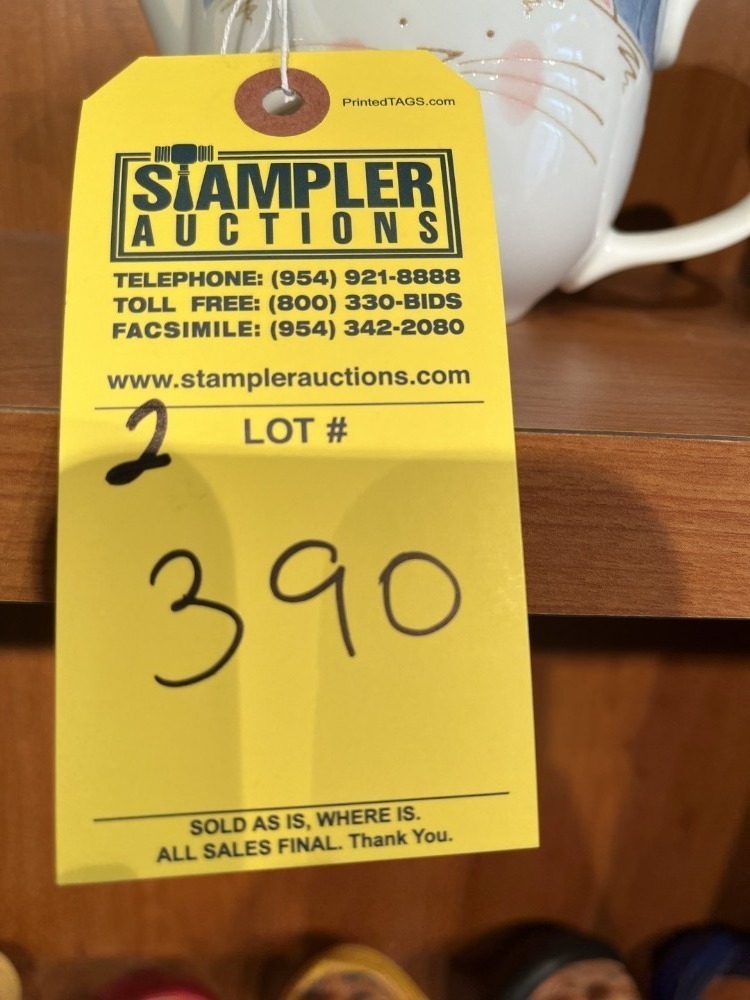 PrintedTAGS.com
STAMPLER
AUCTIONS
TELEPHONE: (954) 921-8888
TOLL FREE: (800) 330-BIDS
FACSIMILE: (954) 342-2080
www.stamplerauctions.com
2 LOT #
390
SOLD AS IS, WHERE IS.
ALL SALES FINAL. Thank You.